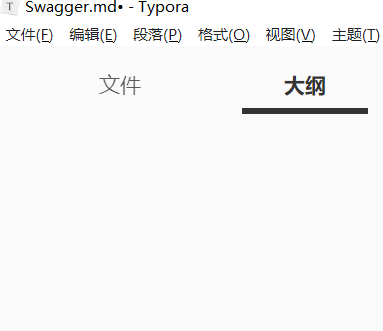 T Swagger.md• - Typora
文件(F) 编辑(E) 段落(P) 格式(O) 视图(V) 主题(T)
文件 大纲